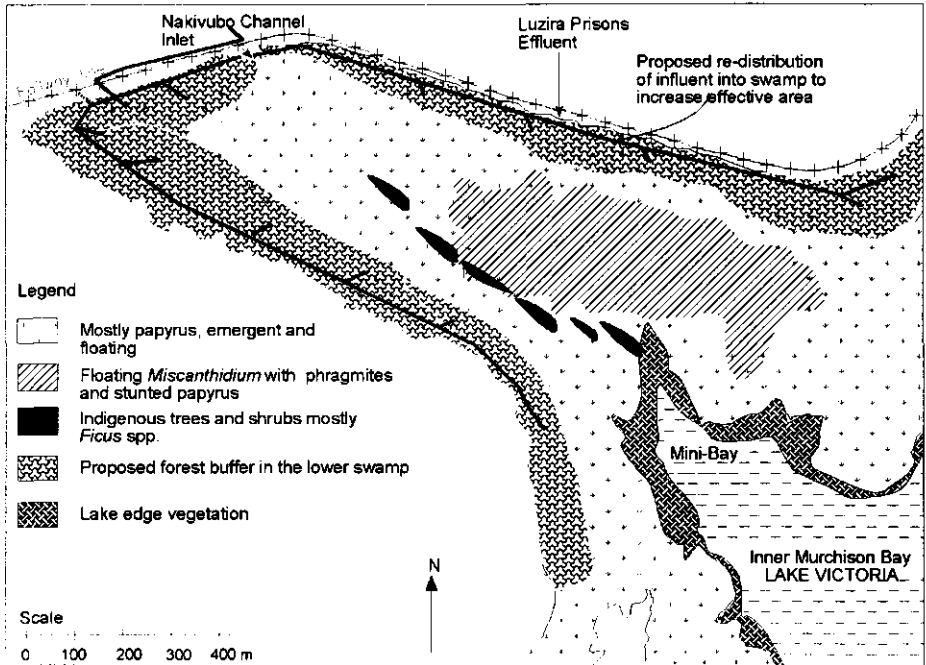 Nakivubo Channel
Inlet
Luzira Prisons
Effluent
Proposed re-distribution
of influent into swamp to
increase effective area
Legend
Mostly papyrus, emergent and
floating
Floating Miscanthidium with phragmites
and stunted papyrus
Indigenous trees and shrubs mostly
Ficus spp.
Proposed forest buffer in the lower swamp
Lake edge vegetation
Mini-Bay
Inner Murchison Bay
LAKE VICTORIA
N
Scale
0 100 200 300 400 m